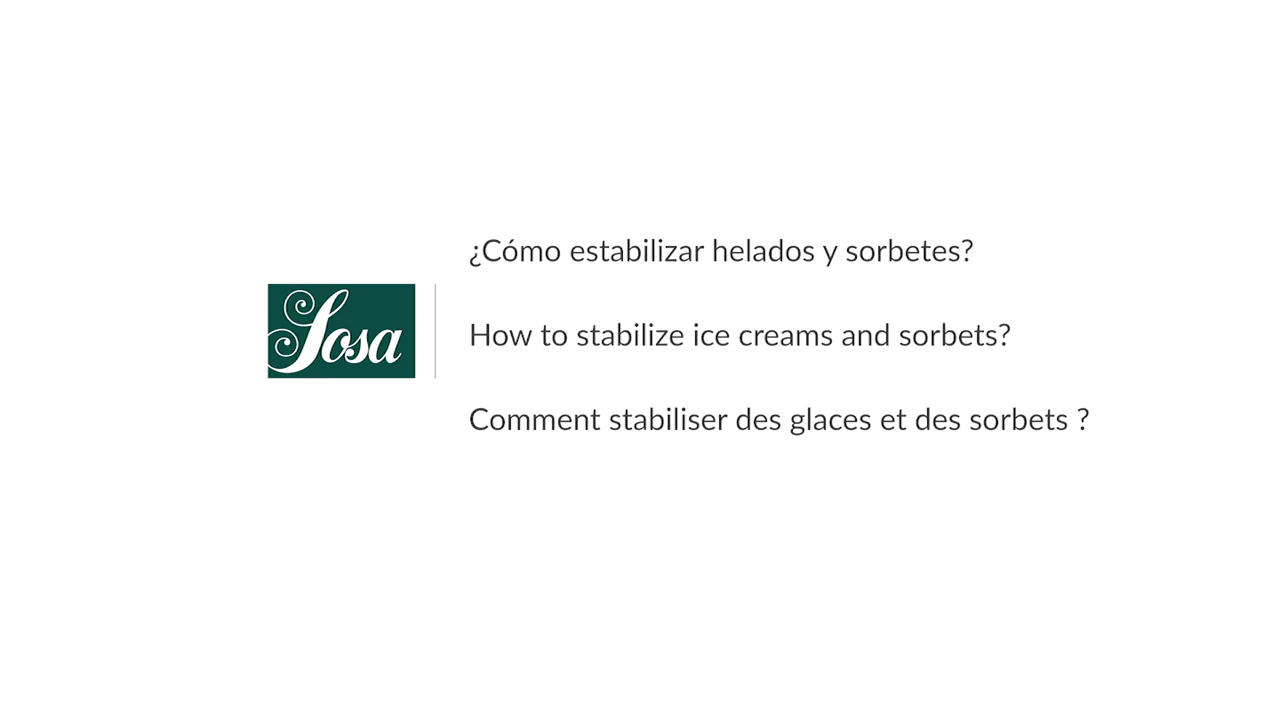 Sosa
¿Cómo estabilizar helados y sorbetes?
How to stabilize ice creams and sorbets?
Comment stabiliser des glaces et des sorbets ?